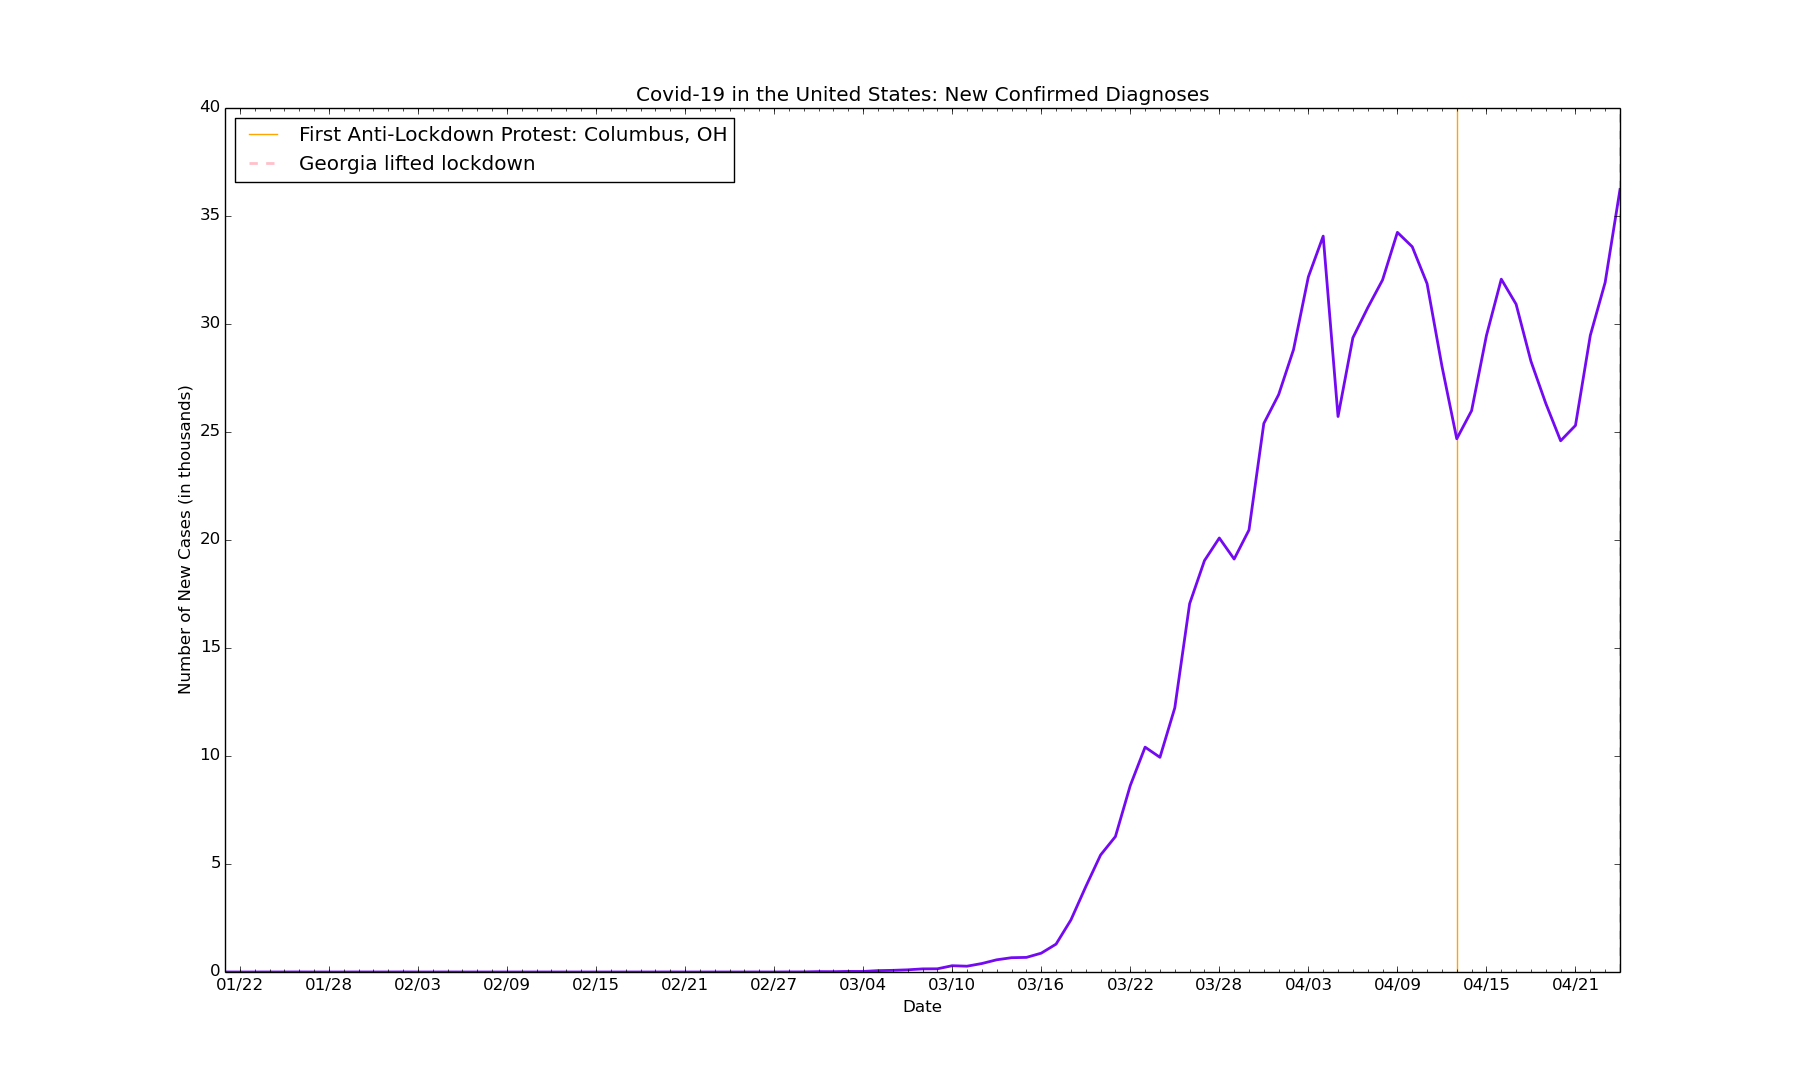 Covid-19 in the United States: New Confirmed Diagnoses
40
First Anti-Lockdown Protest: Columbus, OH
Georgia lifted lockdown
35
30
25
20
15
10
5
0
Number of New Cases (in thousands)
01/22 01/28 02/03 02/09 02/15 02/21 02/27 03/04 03/10 03/16 03/22 03/28 04/03 04/09 04/15 04/21
Date